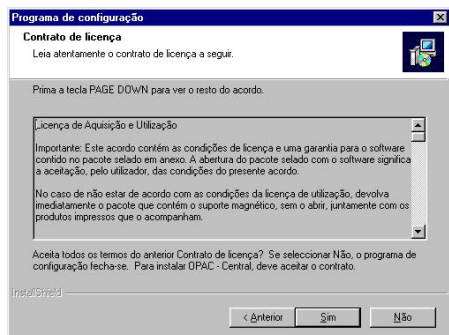 Programa de configuração
Contrato de licença
Leia atentamente o contrato de licença a seguir.
Prima a tecla PAGE DOWN para ver o resto do acordo.
Licença de Aquisição e Utilização
Importante: Este acordo contém as condições de licença e uma garantia para o software
contido no pacote selado em anexo. A abertura do pacote selado com o software significa
a aceitação, pelo utilizador, das condições do presente acordo.
No caso de não estar de acordo com as condições da licença de utilização, devolva
imediatamente o pacote que contém o suporte magnético, sem o abrir, juntamente com os
produtos impressos que o acompanham.
Aceita todos os termos do anterior Contrato de licença? Se seleccionar Não, o programa de
configuração fecha-se. Para instalar OPAC - Central, deve aceitar o contrato.
InstallShield
< Anterior
Sim
Não